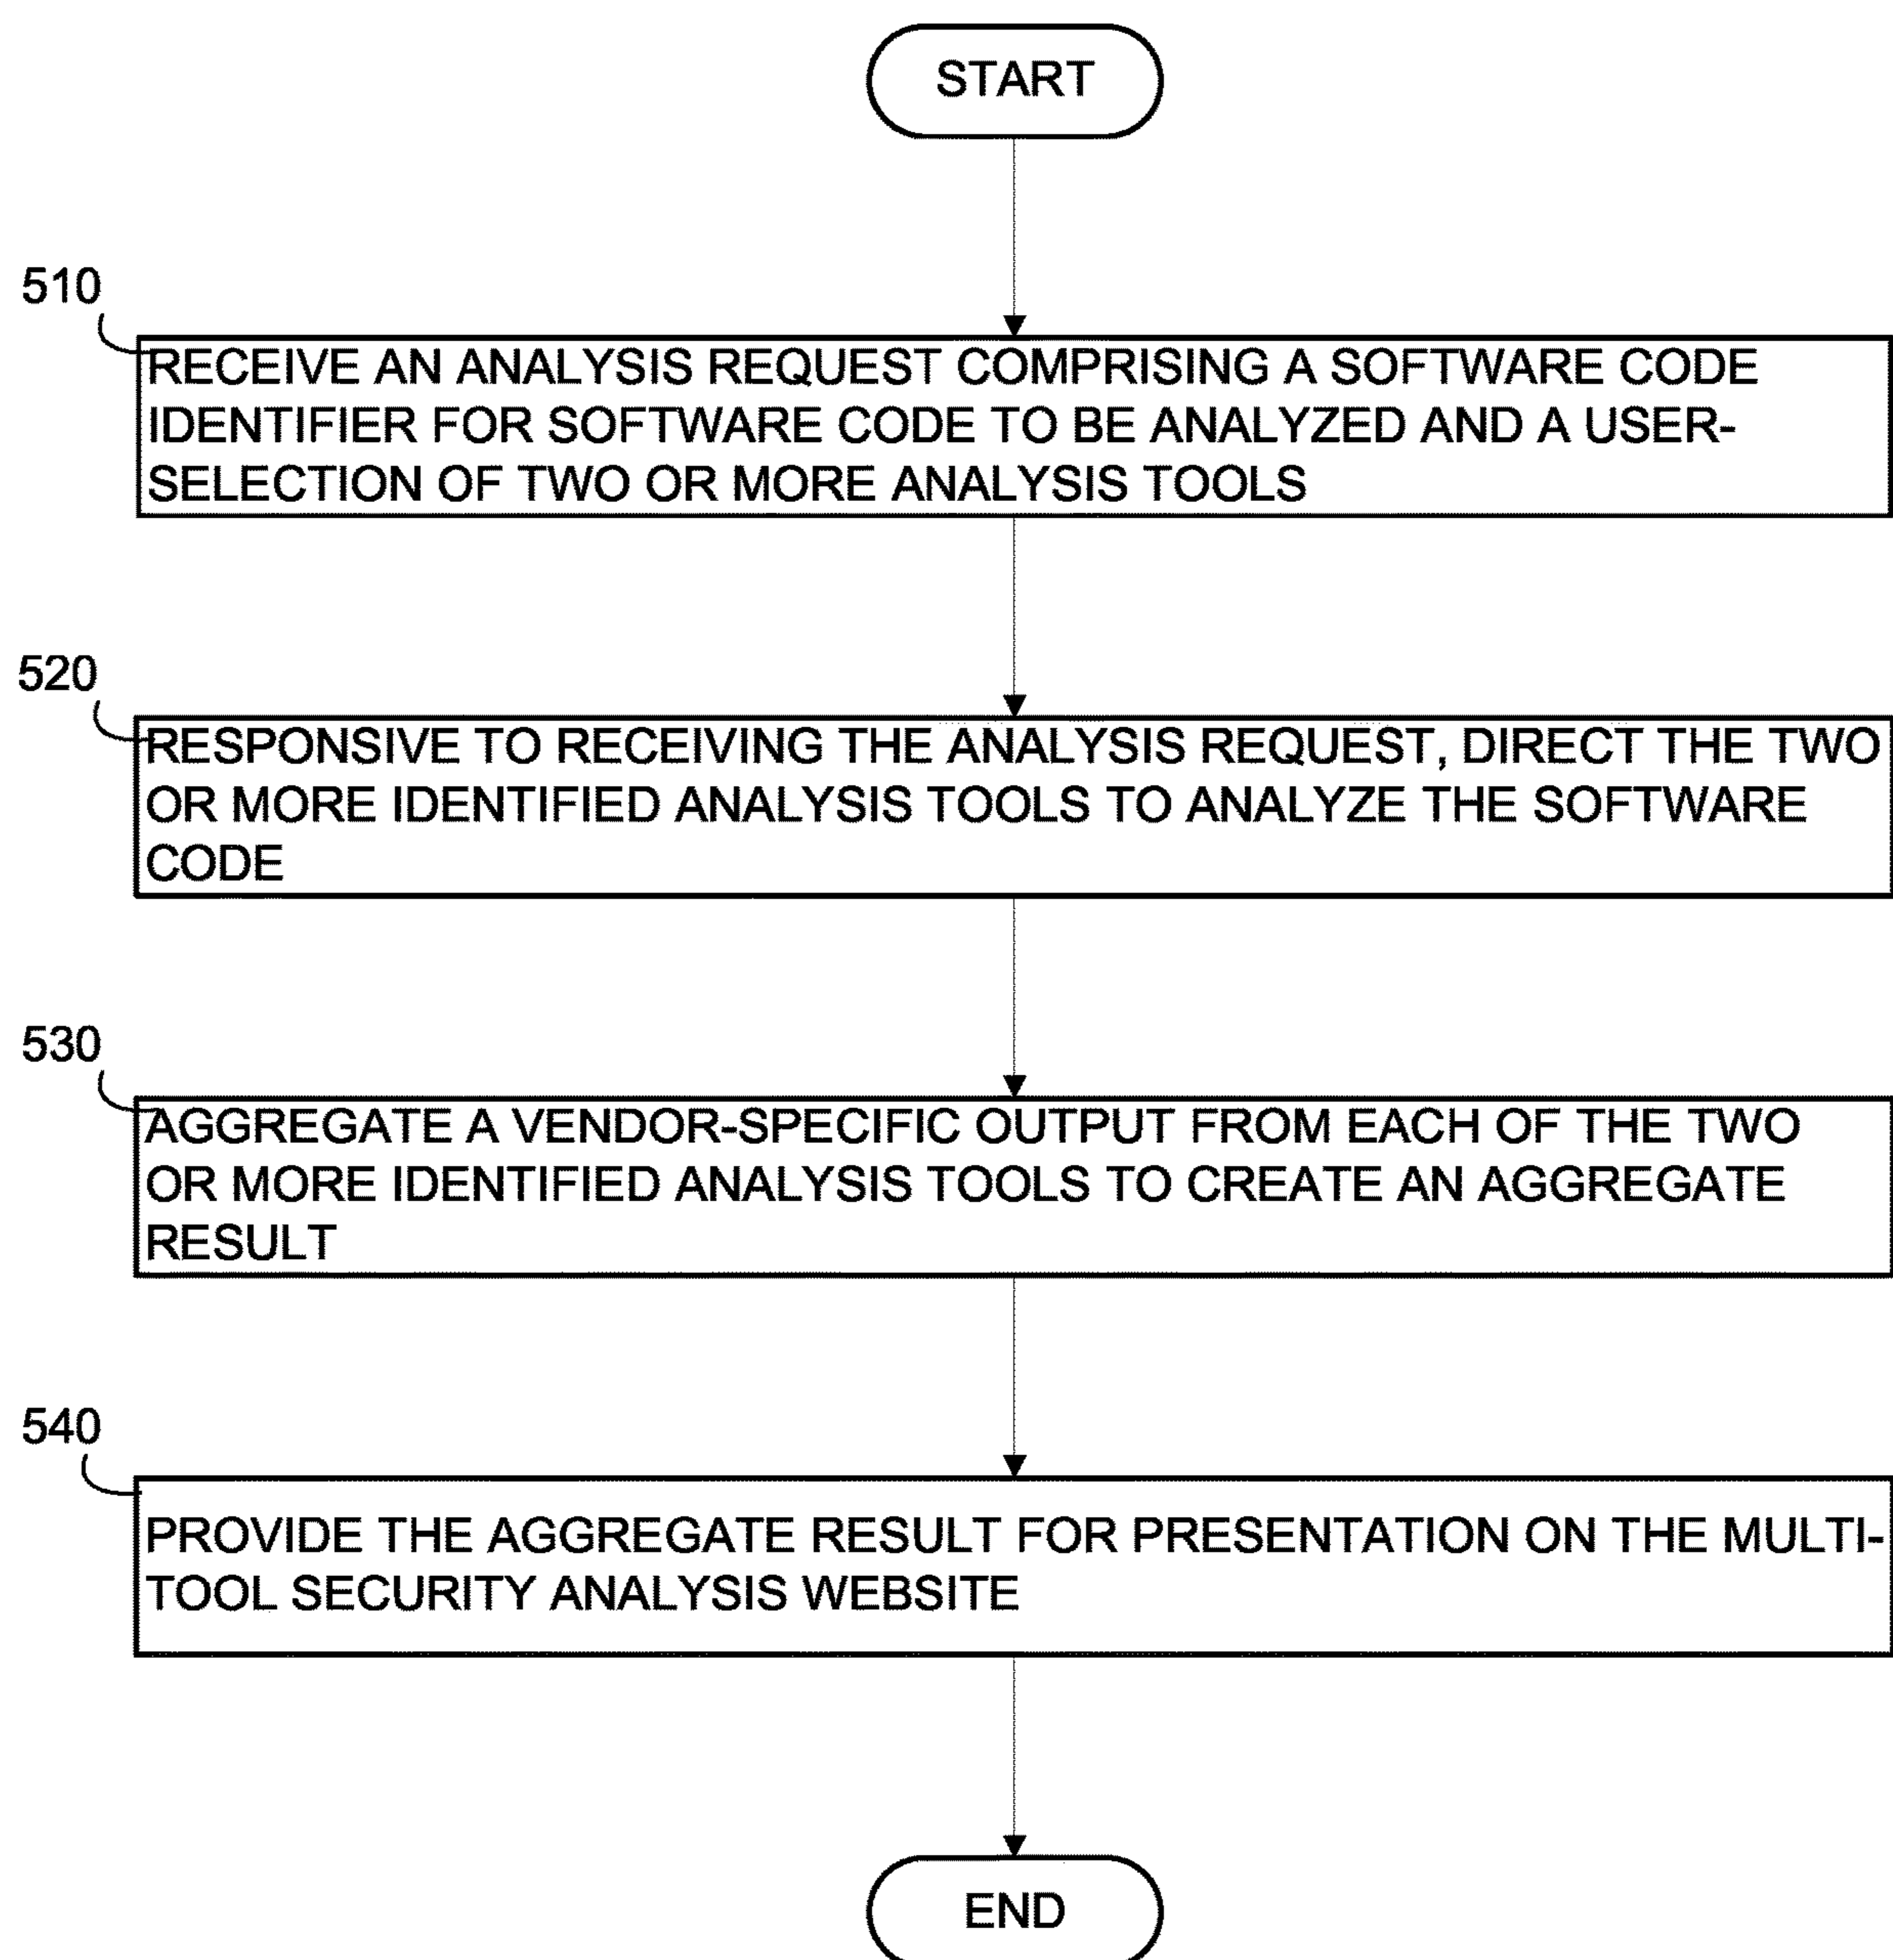 START
510
RECEIVE AN ANALYSIS REQUEST COMPRISING A SOFTWARE CODE
IDENTIFIER FOR SOFTWARE CODE TO BE ANALYZED AND A USER-
SELECTION OF TWO OR MORE ANALYSIS TOOLS
520
RESPONSIVE TO RECEIVING THE ANALYSIS REQUEST, DIRECT THE TWO
OR MORE IDENTIFIED ANALYSIS TOOLS TO ANALYZE THE SOFTWARE
CODE
530
AGGREGATE A VENDOR-SPECIFIC OUTPUT FROM EACH OF THE TWO
OR MORE IDENTIFIED ANALYSIS TOOLS TO CREATE AN AGGREGATE
RESULT
540
PROVIDE THE AGGREGATE RESULT FOR PRESENTATION ON THE MULTI-
TOOL SECURITY ANALYSIS WEBSITE
END